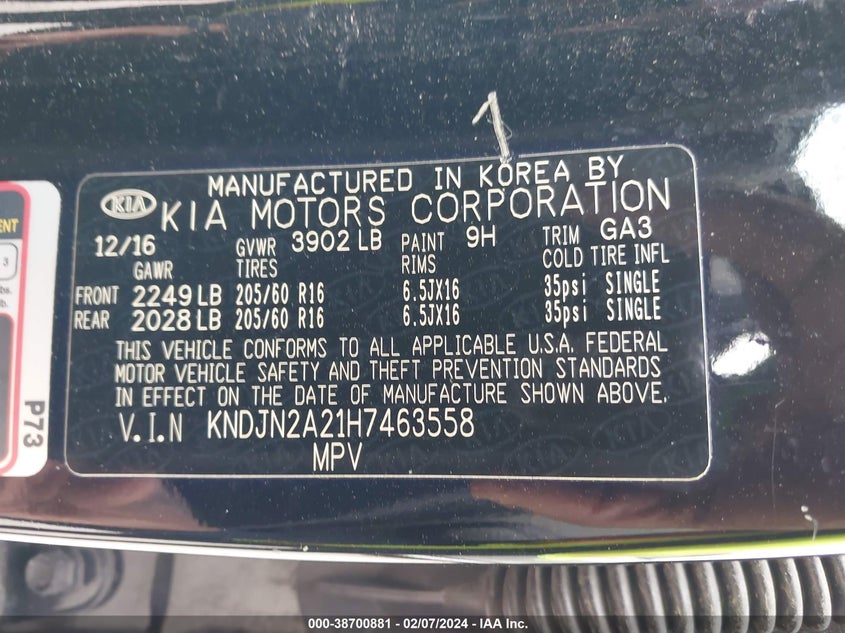 1
MANUFACTURED IN KOREA BY
KIA KIA MOTORS CORPORATION
12/16 GVWR 3902 LB PAINT 9H TRIM GA3
GAWR TIRES RIMS COLD TIRE INFL
FRONT 2249 LB 205/60 R16 6.5JX16 35psi SINGLE
REAR 2028 LB 205/60 R16 6.5JX16 35psi SINGLE
THIS VEHICLE CONFORMS TO ALL APPLICABLE U.S.A. FEDERAL
MOTOR VEHICLE SAFETY AND THEFT PREVENTION STANDARDS
IN EFFECT ON THE DATE OF MANUFACTURE SHOWN ABOVE.
V.I.N KNDJN2A21H7463558
MPV
3
P73
000-38700881 - 02/07/2024 - IAA Inc.